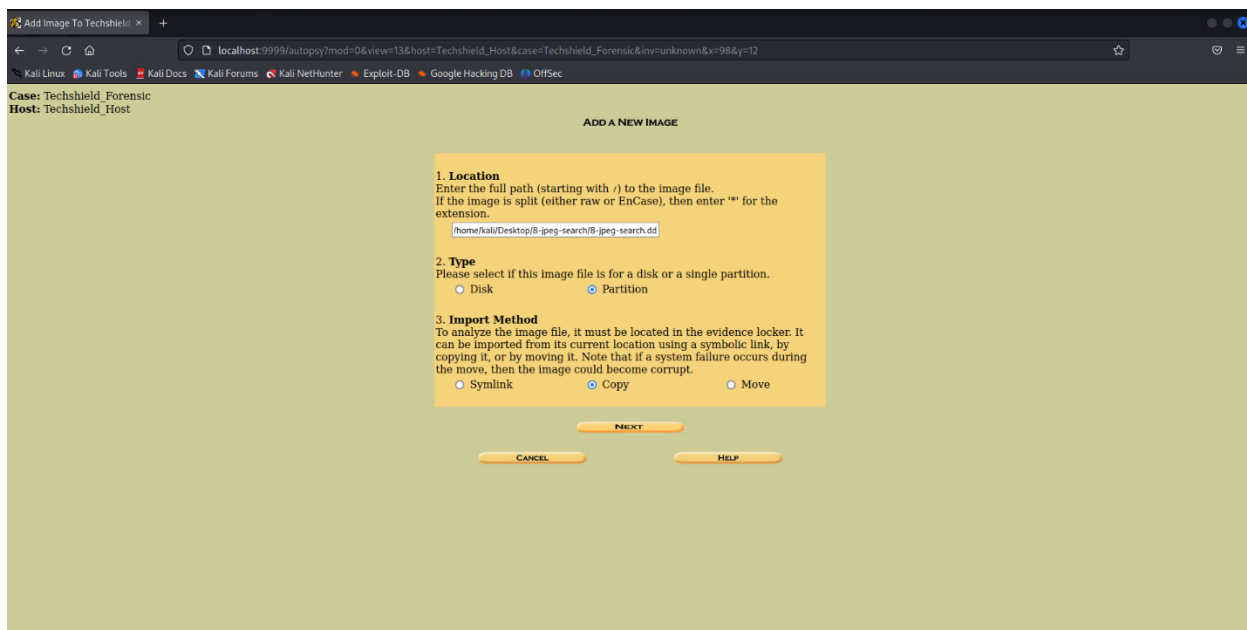 Add Image To Techshield
localhost:9999/autopsy?mod=0&view=13&host=Techshield_Host&case=Techshield_Forensic&inv=unknown&x=98&y=12
Kali Linux Kali Tools Kali Docs Kali Forums Kali NetHunter Exploit-DB Google Hacking DB OffSec
Case: Techshield_Forensic
Host: Techshield_Host
ADD A NEW IMAGE
1. Location
Enter the full path (starting with /) to the image file.
If the image is split (either raw or EnCase), then enter '*' for the
extension.
/home/kali/Desktop/8-jpeg-search/8-jpeg-search.dd
2. Type
Please select if this image file is for a disk or a single partition.
Disk Partition
3. Import Method
To analyze the image file, it must be located in the evidence locker. It
can be imported from its current location using a symbolic link, by
copying it, or by moving it. Note that if a system failure occurs during
the move, then the image could become corrupt.
Symlink Copy Move
NEXT
CANCEL HELP